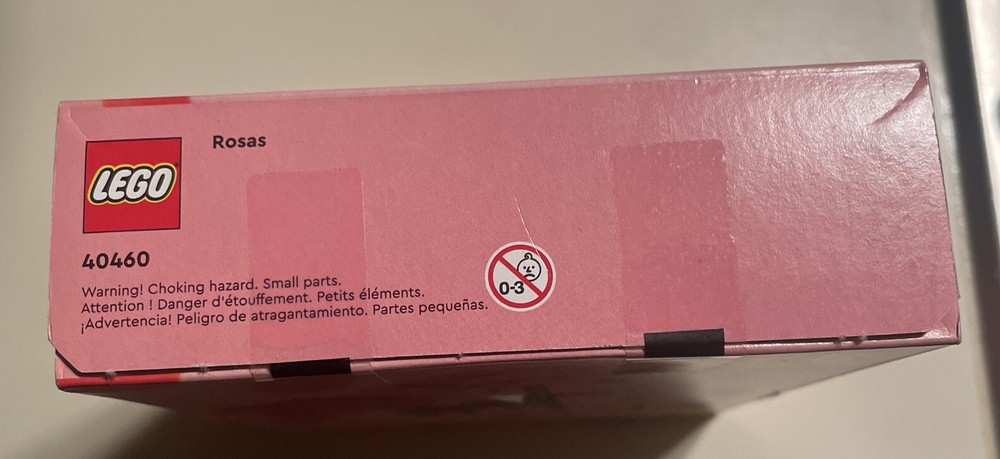 LEGO
Rosas
40460
Warning! Choking hazard. Small parts.
Attention ! Danger d'étouffement. Petits éléments.
¡Advertencia! Peligro de atragantamiento. Partes pequeñas.
0-3